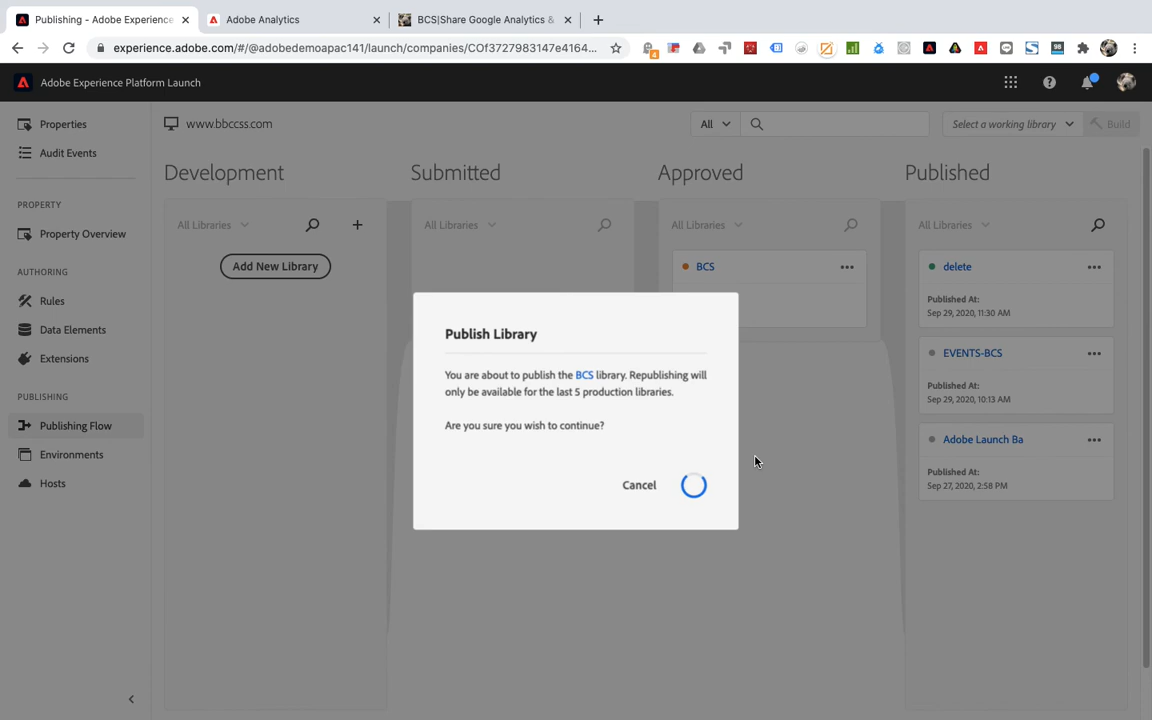 Publishing - Adobe Experience
Adobe Analytics
BCS|Share Google Analytics &
experience.adobe.com/#/@adobedemoapac141/launch/companies/COf3727983147e4164...
Adobe Experience Platform Launch
Properties
Audit Events
PROPERTY
Property Overview
AUTHORING
Rules
Data Elements
Extensions
PUBLISHING
Publishing Flow
Environments
Hosts
www.bbccss.com
All
Select a working library
Build
Development
Submitted
Approved
Published
All Libraries
All Libraries
All Libraries
All Libraries
Add New Library
BCS
delete
Published At:
Sep 29, 2020, 11:30 AM
EVENTS-BCS
Published At:
Sep 29, 2020, 10:13 AM
Adobe Launch Ba
Published At:
Sep 27, 2020, 2:58 PM
Publish Library
You are about to publish the BCS library. Republishing will
only be available for the last 5 production libraries.
Are you sure you wish to continue?
Cancel